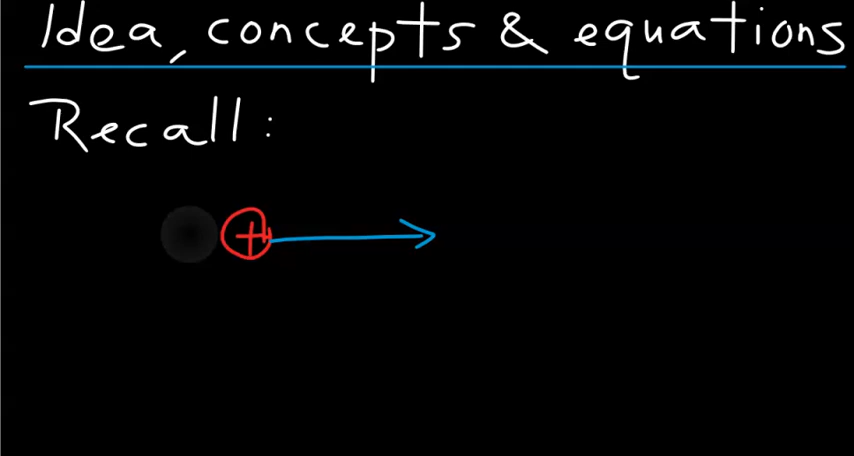 Idea, concepts & equations
Recall:
+